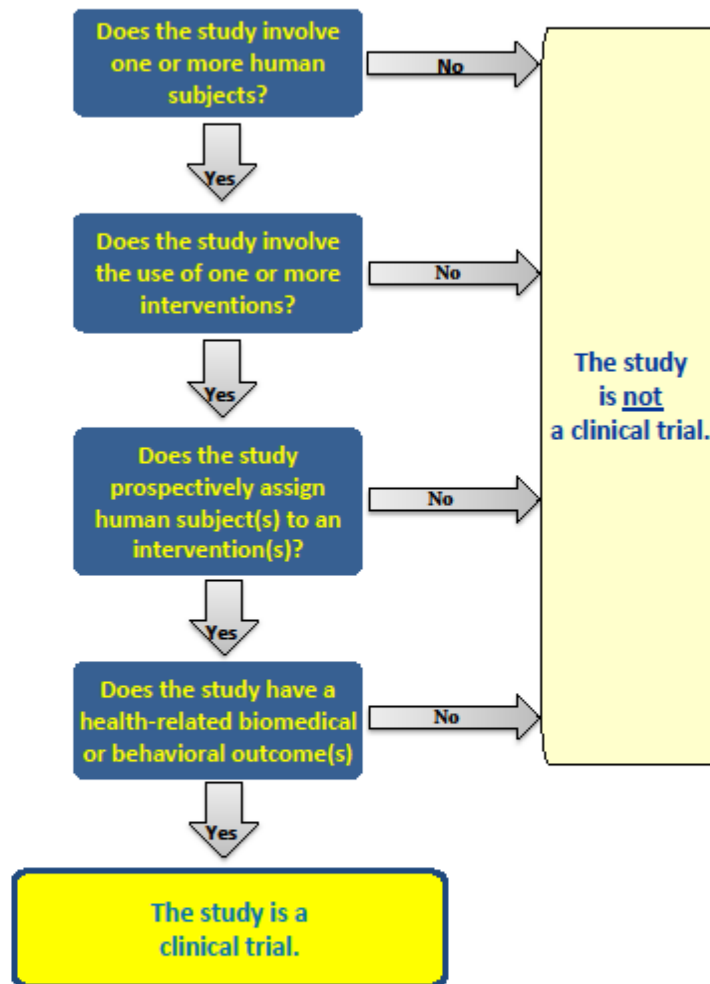 Does the study involve
one or more human
subjects?
No
Yes
Does the study involve
the use of one or more
interventions?
No
Yes
The study
is not
a clinical trial.
Does the study
prospectively assign
human subject(s) to an
intervention(s)?
No
Yes
Does the study have a
health-related biomedical
or behavioral outcome(s)
No
Yes
The study is a
clinical trial.